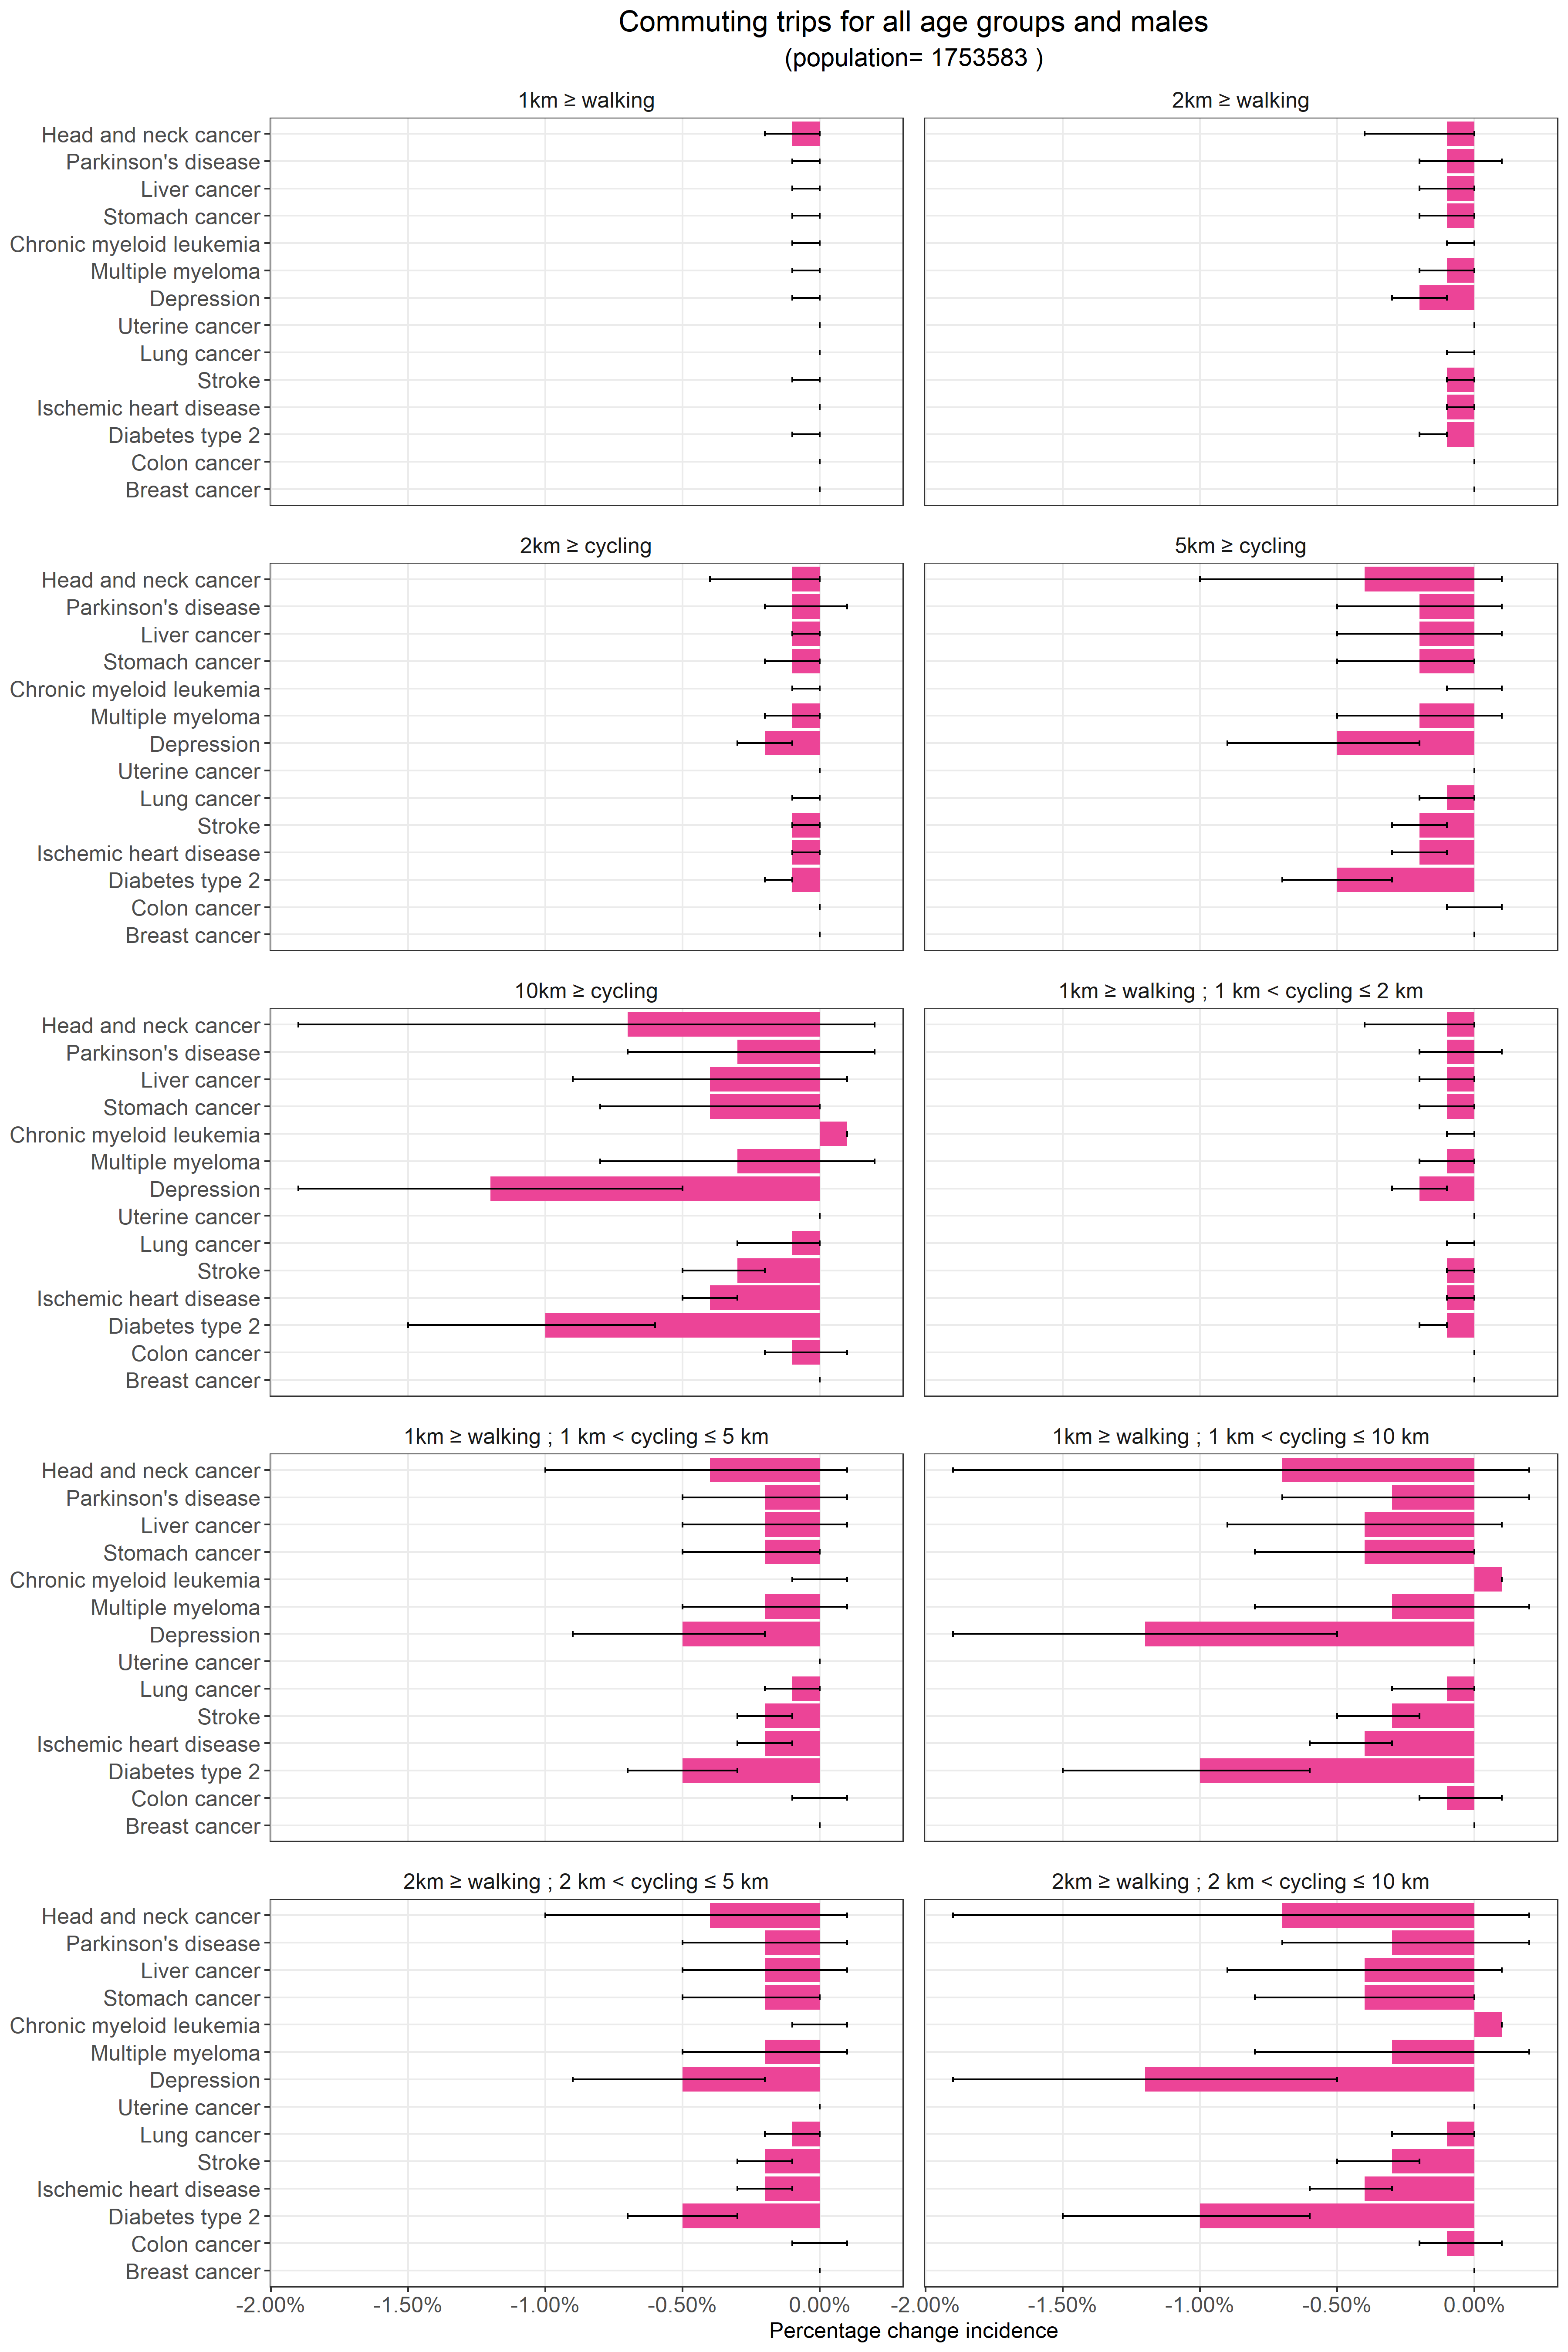 Commuting trips for all age groups and males
(population= 1753583 )
1km ≥ walking
2km ≥ walking
Head and neck cancer
Parkinson's disease
Liver cancer
Stomach cancer
Chronic myeloid leukemia
Multiple myeloma
Depression
Uterine cancer
Lung cancer
Stroke
Ischemic heart disease
Diabetes type 2
Colon cancer
Breast cancer
2km ≥ cycling
5km ≥ cycling
Head and neck cancer
Parkinson's disease
Liver cancer
Stomach cancer
Chronic myeloid leukemia
Multiple myeloma
Depression
Uterine cancer
Lung cancer
Stroke
Ischemic heart disease
Diabetes type 2
Colon cancer
Breast cancer
10km ≥ cycling
1km ≥ walking ; 1 km < cycling ≤ 2 km
Head and neck cancer
Parkinson's disease
Liver cancer
Stomach cancer
Chronic myeloid leukemia
Multiple myeloma
Depression
Uterine cancer
Lung cancer
Stroke
Ischemic heart disease
Diabetes type 2
Colon cancer
Breast cancer
1km ≥ walking ; 1 km < cycling ≤ 5 km
1km ≥ walking ; 1 km < cycling ≤ 10 km
Head and neck cancer
Parkinson's disease
Liver cancer
Stomach cancer
Chronic myeloid leukemia
Multiple myeloma
Depression
Uterine cancer
Lung cancer
Stroke
Ischemic heart disease
Diabetes type 2
Colon cancer
Breast cancer
2km ≥ walking ; 2 km < cycling ≤ 5 km
2km ≥ walking ; 2 km < cycling ≤ 10 km
Head and neck cancer
Parkinson's disease
Liver cancer
Stomach cancer
Chronic myeloid leukemia
Multiple myeloma
Depression
Uterine cancer
Lung cancer
Stroke
Ischemic heart disease
Diabetes type 2
Colon cancer
Breast cancer
-2.00% -1.50% -1.00% -0.50% 0.00% -2.00% -1.50% -1.00% -0.50% 0.00%
Percentage change incidence